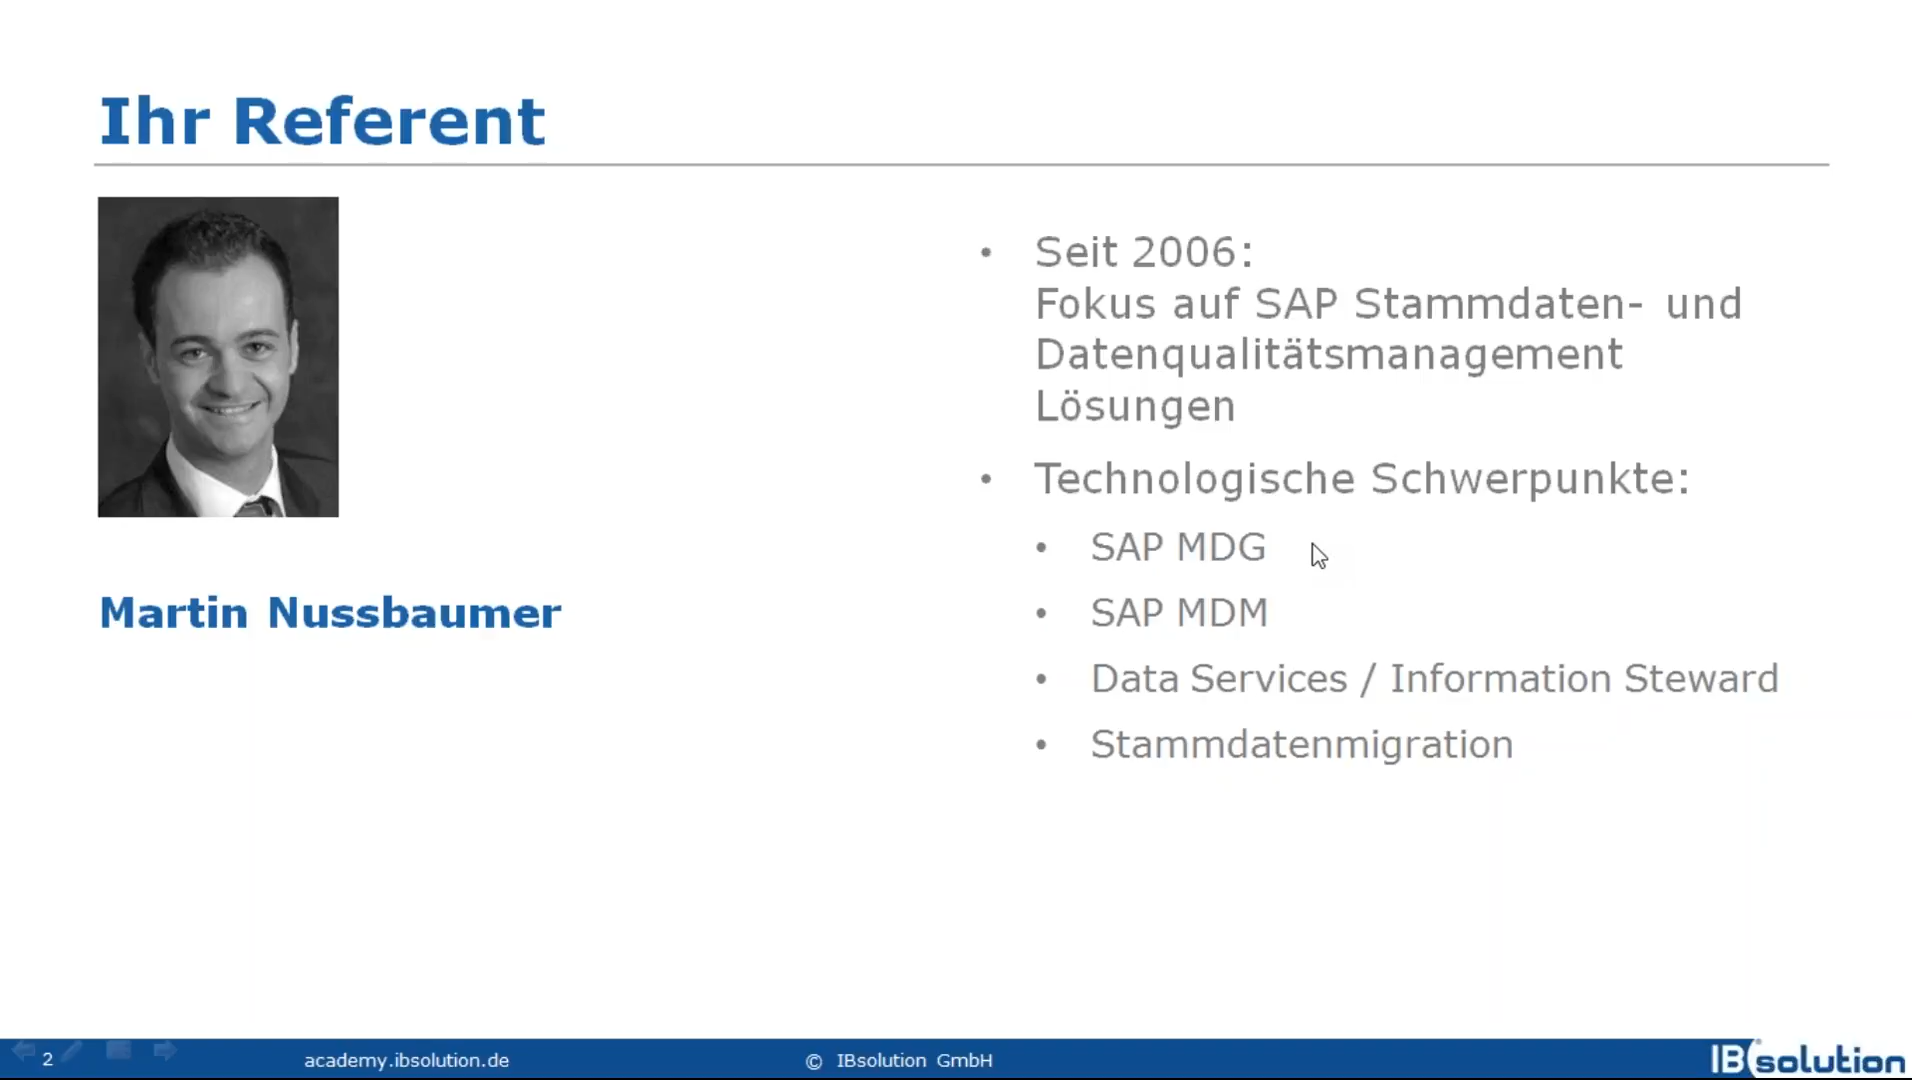 Ihr Referent
Martin Nussbaumer
• Seit 2006:
Fokus auf SAP Stammdaten- und
Datenqualitätsmanagement
Lösungen
• Technologische Schwerpunkte:
• SAP MDG
• SAP MDM
• Data Services / Information Steward
• Stammdatenmigration
2
academy.ibsolution.de
© IBsolution GmbH
IBsolution